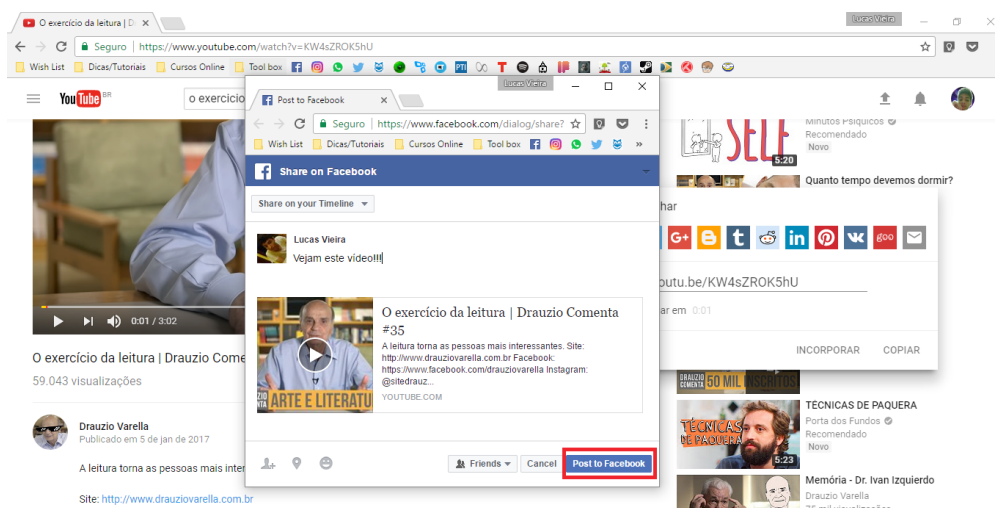 O exercício da leitura | D
Lucas Vieira
Seguro | https://www.youtube.com/watch?v=KW4sZROK5hU
Wish List Dicas/Tutoriais Cursos Online Tool box
YouTube BR
o exercicio
Post to Facebook
Lucas Vieira
Seguro | https://www.facebook.com/dialog/share?
Wish List Dicas/Tutoriais Cursos Online Tool box »
Share on Facebook
Share on your Timeline
Lucas Vieira
Vejam este vídeo!!!
O exercício da leitura | Drauzio Comenta
#35
A leitura torna as pessoas mais interessantes. Site:
http://www.drauziovarella.com.br Facebook:
https://www.facebook.com/drauziovarella Instagram:
@sitedrauz...
YOUTUBE.COM
ARTE E LITERATU
Friends Cancel Post to Facebook
0:01 / 3:02
O exercício da leitura | Drauzio Come
59.043 visualizações
Drauzio Varella
Publicado em 5 de jan de 2017
A leitura torna as pessoas mais inter
Site: http://www.drauziovarella.com.br
SELF
5:20
Minutos Psíquicos
Recomendado
Novo
Quanto tempo devemos dormir?
har
G+ B t in goo
outu.be/KW4sZROK5hU
ar em 0:01
INCORPORAR COPIAR
DRAUZIO
COMENTA 50 MIL INSCRITOS
TÉCNICAS
DE PAQUERA
5:23
TÉCNICAS DE PAQUERA
Porta dos Fundos
Recomendado
Novo
Memória - Dr. Ivan Izquierdo
Drauzio Varella